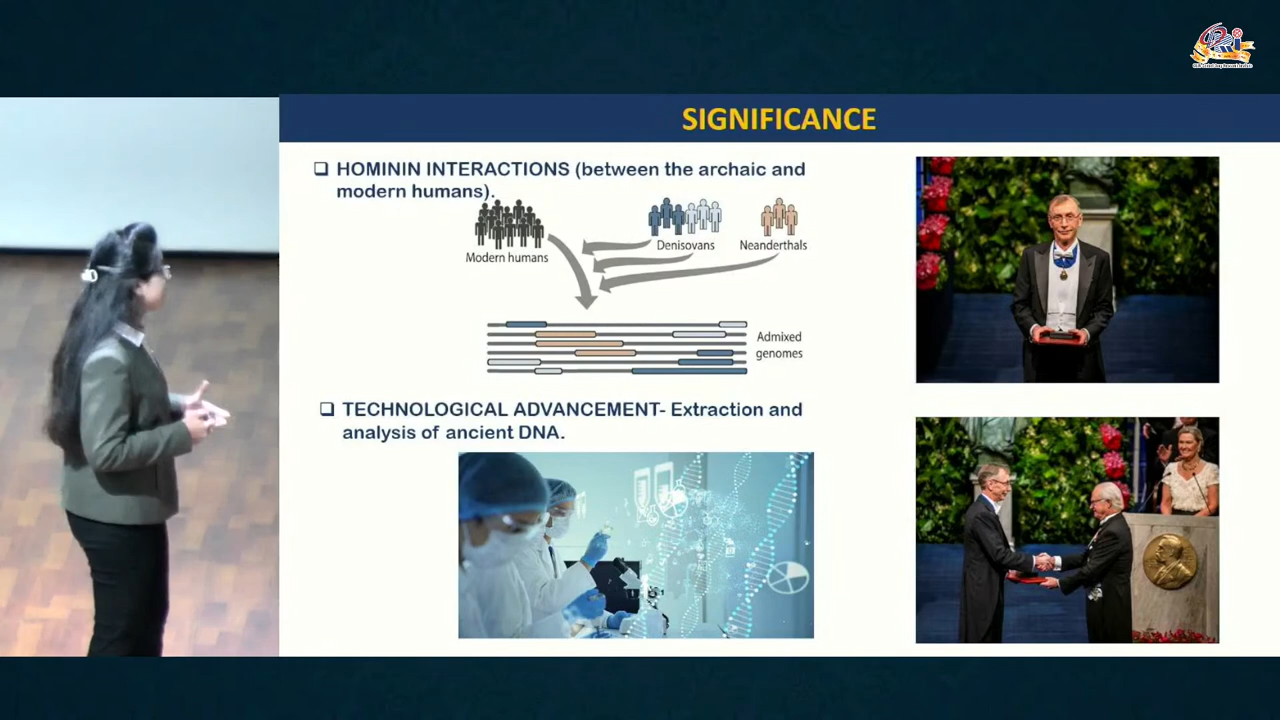 SIGNIFICANCE
❑ HOMININ INTERACTIONS (between the archaic and
modern humans).
Modern humans
Denisovans
Neanderthals
Admixed
genomes
❑ TECHNOLOGICAL ADVANCEMENT- Extraction and
analysis of ancient DNA.